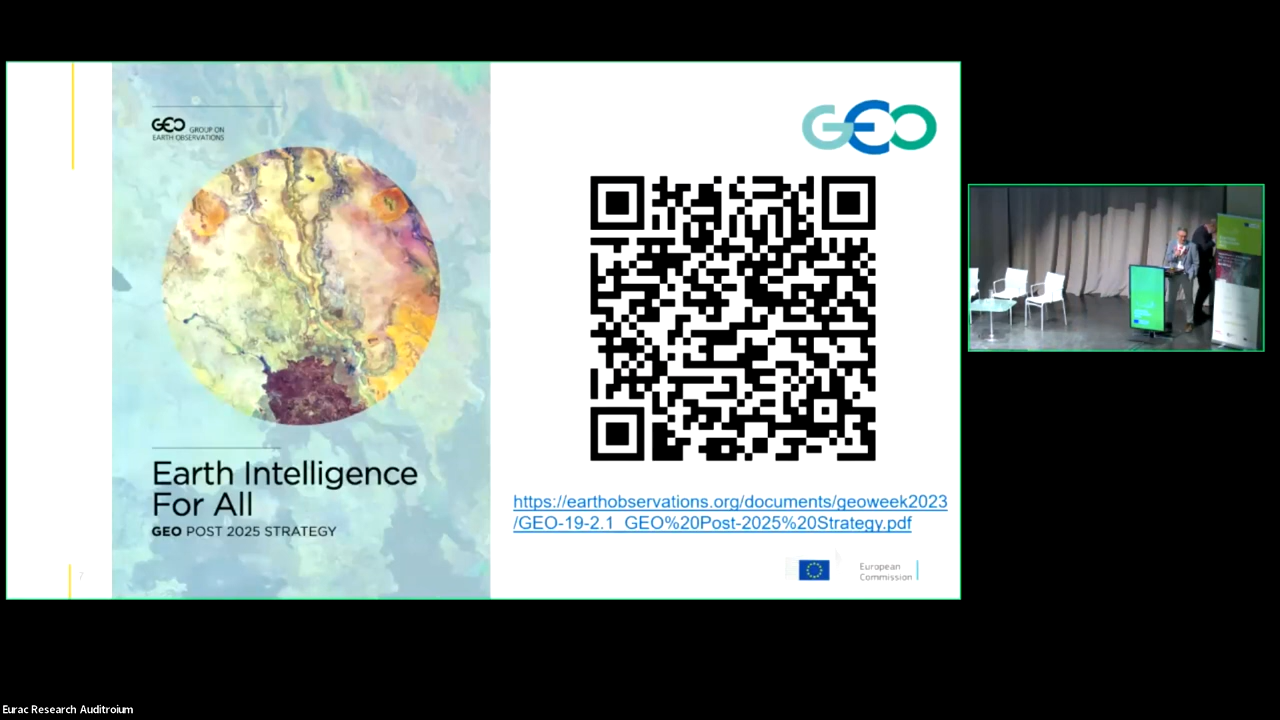 GEO GROUP ON
EARTH OBSERVATIONS
Earth Intelligence
For All
GEO POST 2025 STRATEGY
7
GEO
https://earthobservations.org/documents/geoweek2023
/GEO-19-2.1_GEO%20Post-2025%20Strategy.pdf
European
Commission
Eurac Research Auditroium